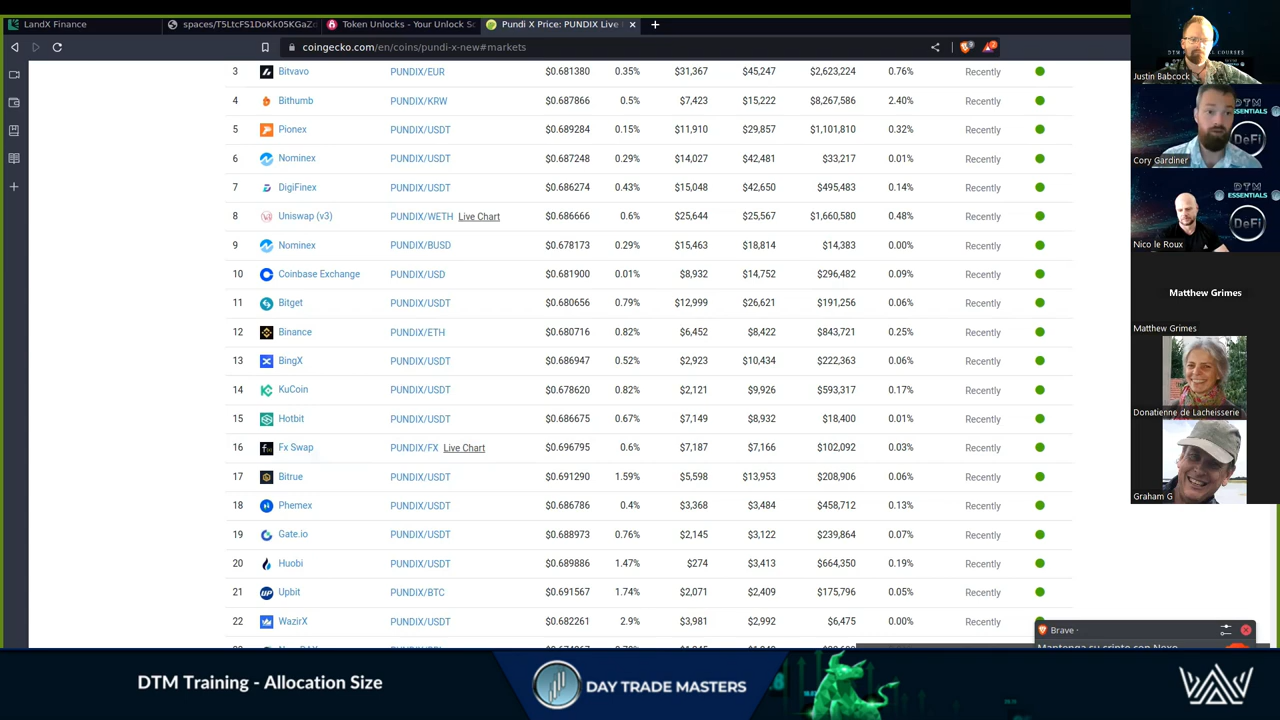 LandX Finance
spaces/T5LtcFS1DoKk05KGaZ
Token Unlocks - Your Unlock Sc
Pundi X Price: PUNDIX Live
coingecko.com/en/coins/pundi-x-new#markets
3 Bitvavo PUNDIX/EUR $0.681380 0.35% $31,367 $45,247 $2,623,224 0.76% Recently
4 Bithumb PUNDIX/KRW $0.687866 0.5% $7,423 $15,222 $8,267,586 2.40% Recently
5 Pionex PUNDIX/USDT $0.689284 0.15% $11,910 $29,857 $1,101,810 0.32% Recently
6 Nominex PUNDIX/USDT $0.687248 0.29% $14,027 $42,481 $33,217 0.01% Recently
7 DigiFinex PUNDIX/USDT $0.686274 0.43% $15,048 $42,650 $495,483 0.14% Recently
8 Uniswap (v3) PUNDIX/WETH Live Chart $0.686666 0.6% $25,644 $25,567 $1,660,580 0.48% Recently
9 Nominex PUNDIX/BUSD $0.678173 0.29% $15,463 $18,814 $14,383 0.00% Recently
10 Coinbase Exchange PUNDIX/USD $0.681900 0.01% $8,932 $14,752 $296,482 0.09% Recently
11 Bitget PUNDIX/USDT $0.680656 0.79% $12,999 $26,621 $191,256 0.06% Recently
12 Binance PUNDIX/ETH $0.680716 0.82% $6,452 $8,422 $843,721 0.25% Recently
13 BingX PUNDIX/USDT $0.686947 0.52% $2,923 $10,434 $222,363 0.06% Recently
14 KuCoin PUNDIX/USDT $0.678620 0.82% $2,121 $9,926 $593,317 0.17% Recently
15 Hotbit PUNDIX/USDT $0.686675 0.67% $7,149 $8,932 $18,400 0.01% Recently
16 Fx Swap PUNDIX/FX Live Chart $0.696795 0.6% $7,187 $7,166 $102,092 0.03% Recently
17 Bitrue PUNDIX/USDT $0.691290 1.59% $5,598 $13,953 $208,906 0.06% Recently
18 Phemex PUNDIX/USDT $0.686786 0.4% $3,368 $3,484 $458,712 0.13% Recently
19 Gate.io PUNDIX/USDT $0.688973 0.76% $2,145 $3,122 $239,864 0.07% Recently
20 Huobi PUNDIX/USDT $0.689886 1.47% $274 $3,413 $664,350 0.19% Recently
21 Upbit PUNDIX/BTC $0.691567 1.74% $2,071 $2,409 $175,796 0.05% Recently
22 WazirX PUNDIX/USDT $0.682261 2.9% $3,981 $2,992 $6,475 0.00% Recently
Brave ·
Mantenga su cripto con Nexo
Justin Babcock
DTM
ESSENTIALS
DeFi
Cory Gardiner
DTM
ESSENTIALS
DeFi
Nico le Roux
Matthew Grimes
Matthew Grimes
Donatienne de Lacheisserie
Graham G
DTM Training - Allocation Size
DAY TRADE MASTERS